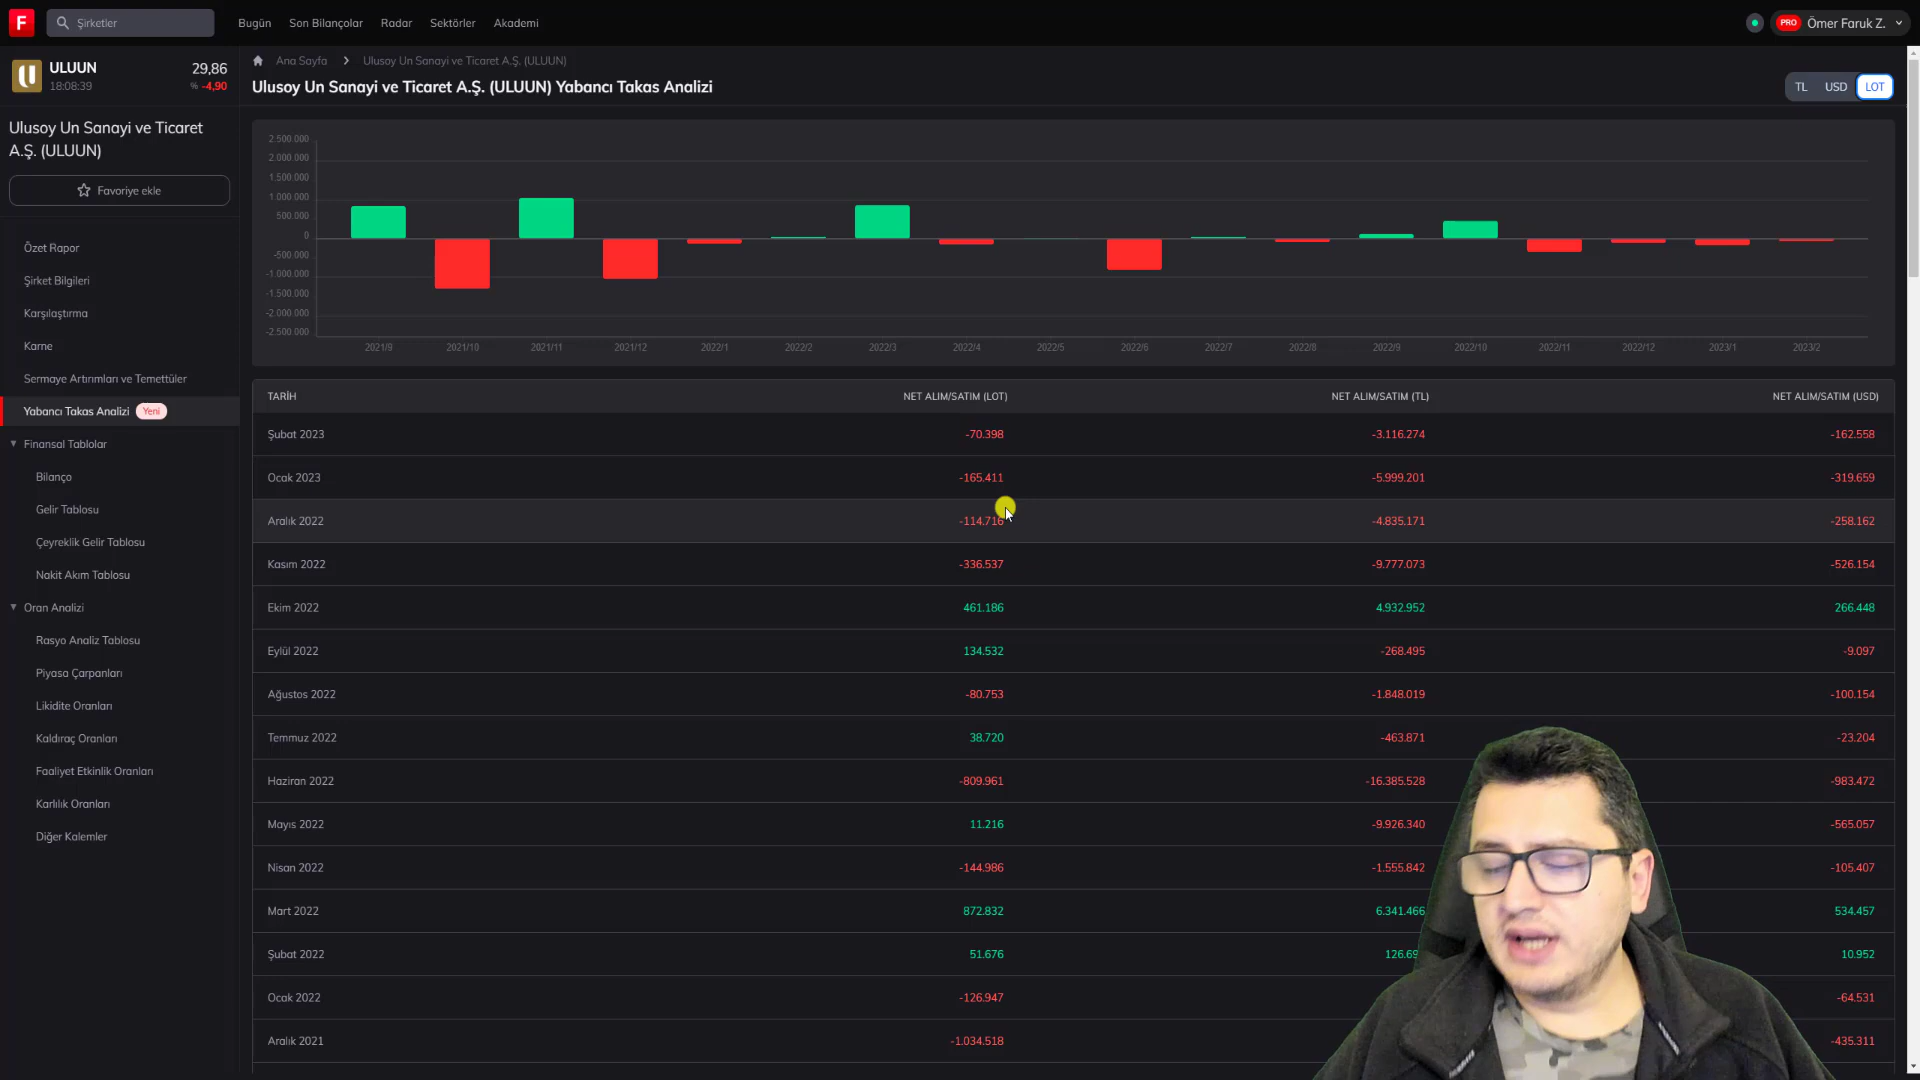 F
Şirketler
Bugün
Son Bilançolar
Radar
Sektörler
Akademi
PRO
Ömer Faruk Z.
ULUUN
29,86
18:08:39
% -4,90
Ulusoy Un Sanayi ve Ticaret
A.Ş. (ULUUN)
Favoriye ekle
Özet Rapor
Şirket Bilgileri
Karşılaştırma
Karne
Sermaye Artırımları ve Temettüler
Yabancı Takas Analizi Yeni
Finansal Tablolar
Bilanço
Gelir Tablosu
Çeyreklik Gelir Tablosu
Nakit Akım Tablosu
Oran Analizi
Rasyo Analiz Tablosu
Piyasa Çarpanları
Likidite Oranları
Kaldıraç Oranları
Faaliyet Etkinlik Oranları
Karlılık Oranları
Diğer Kalemler
Ana Sayfa
Ulusoy Un Sanayi ve Ticaret A.Ş. (ULUUN)
Ulusoy Un Sanayi ve Ticaret A.Ş. (ULUUN) Yabancı Takas Analizi
TL USD LOT
2.500.000
2.000.000
1.500.000
1.000.000
500.000
0
-500.000
-1.000.000
-1.500.000
-2.000.000
-2.500.000
2021/9 2021/10 2021/11 2021/12 2022/1 2022/2 2022/3 2022/4 2022/5 2022/6 2022/7 2022/8 2022/9 2022/10 2022/11 2022/12 2023/1 2023/2
TARİH NET ALIM/SATIM (LOT) NET ALIM/SATIM (TL) NET ALIM/SATIM (USD)
Şubat 2023 -70.398 -3.116.274 -162.558
Ocak 2023 -165.411 -5.999.201 -319.659
Aralık 2022 -114.716 -4.835.171 -258.162
Kasım 2022 -336.537 -9.777.073 -526.154
Ekim 2022 461.186 4.932.952 266.448
Eylül 2022 134.532 -268.495 -9.097
Ağustos 2022 -80.753 -1.848.019 -100.154
Temmuz 2022 38.720 -463.871 -23.204
Haziran 2022 -809.961 -16.385.528 -983.472
Mayıs 2022 11.216 -9.926.340 -565.057
Nisan 2022 -144.986 -1.555.842 -105.407
Mart 2022 872.832 6.341.466 534.457
Şubat 2022 51.676 10.952
Ocak 2022 -126.947 -64.531
Aralık 2021 -1.034.518 -435.311